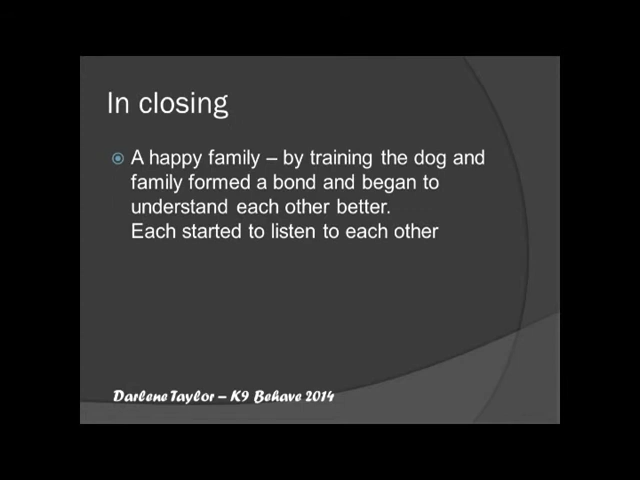 In closing
A happy family – by training the dog and
family formed a bond and began to
understand each other better.
Each started to listen to each other
Darlene Taylor – K9 Behave 2014